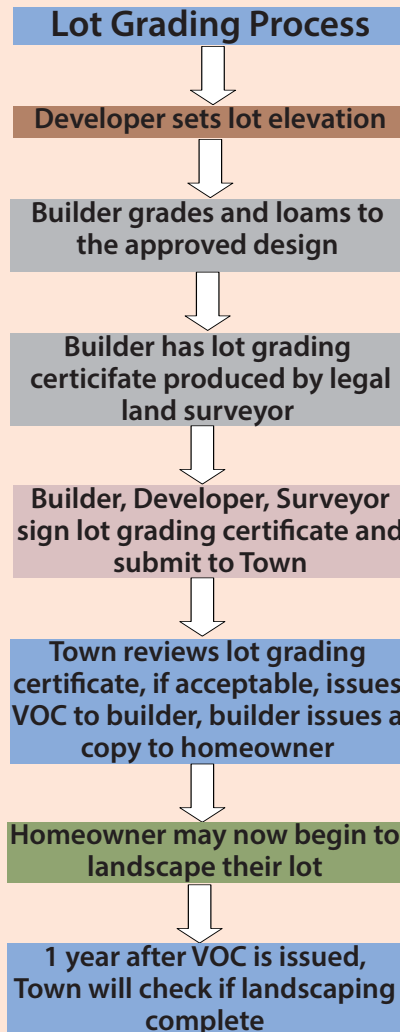 Lot Grading Process
Developer sets lot elevation
Builder grades and loams to
the approved design
Builder has lot grading
certicifate produced by legal
land surveyor
Builder, Developer, Surveyor
sign lot grading certificate and
submit to Town
Town reviews lot grading
certificate, if acceptable, issues
VOC to builder, builder issues a
copy to homeowner
Homeowner may now begin to
landscape their lot
1 year after VOC is issued,
Town will check if landscaping
complete